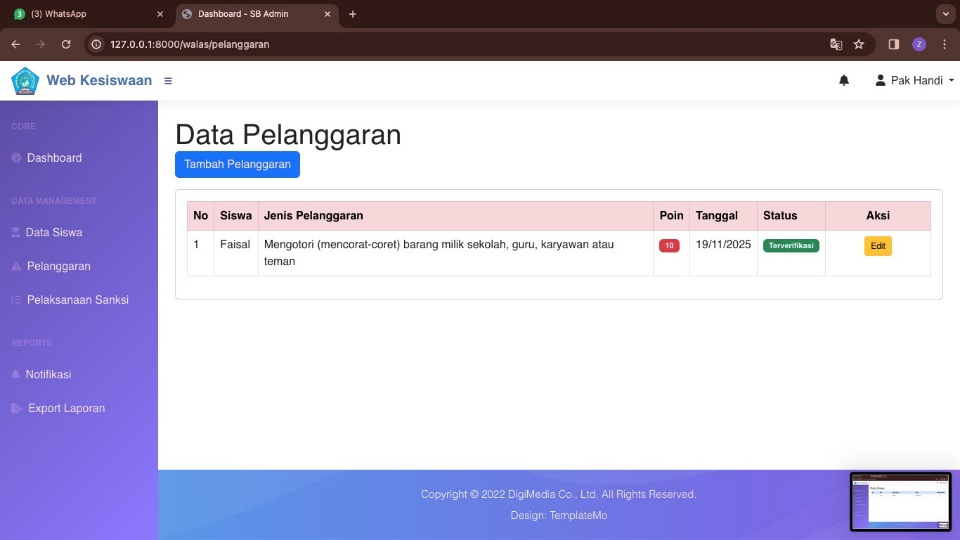 3 (3) WhatsApp
Dashboard - SB Admin
127.0.0.1:8000/walas/pelanggaran
Z
Web Kesiswaan
Pak Handi
CORE
Dashboard
DATA MANAGEMENT
Data Siswa
Pelanggaran
Pelaksanaan Sanksi
REPORTS
Notifikasi
Export Laporan
Data Pelanggaran
Tambah Pelanggaran
No Siswa Jenis Pelanggaran Poin Tanggal Status Aksi
1 Faisal Mengotori (mencorat-coret) barang milik sekolah, guru, karyawan atau 10 19/11/2025 Terverifikasi Edit
teman
Copyright © 2022 DigiMedia Co., Ltd. All Rights Reserved.
Design: TemplateMo